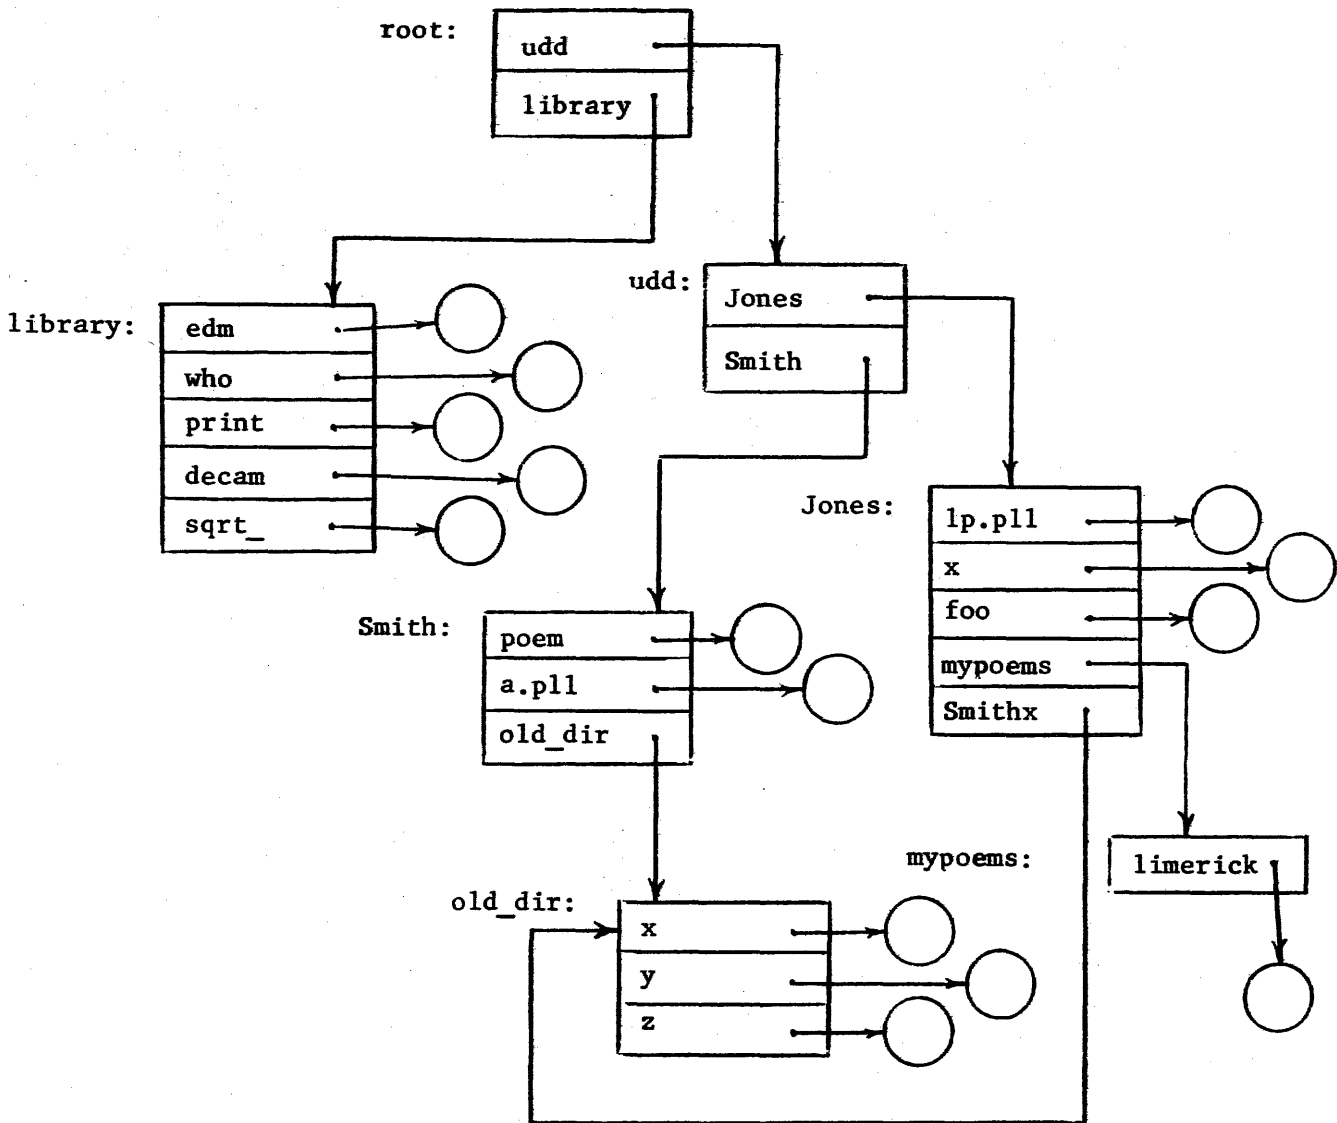 root:
udd
library
library:
edm
who
print
decam
sqrt_
udd:
Jones
Smith
Smith:
poem
a.pl1
old_dir
Jones:
lp.pl1
x
foo
mypoems
Smithx
mypoems:
limerick
old_dir:
x
y
z